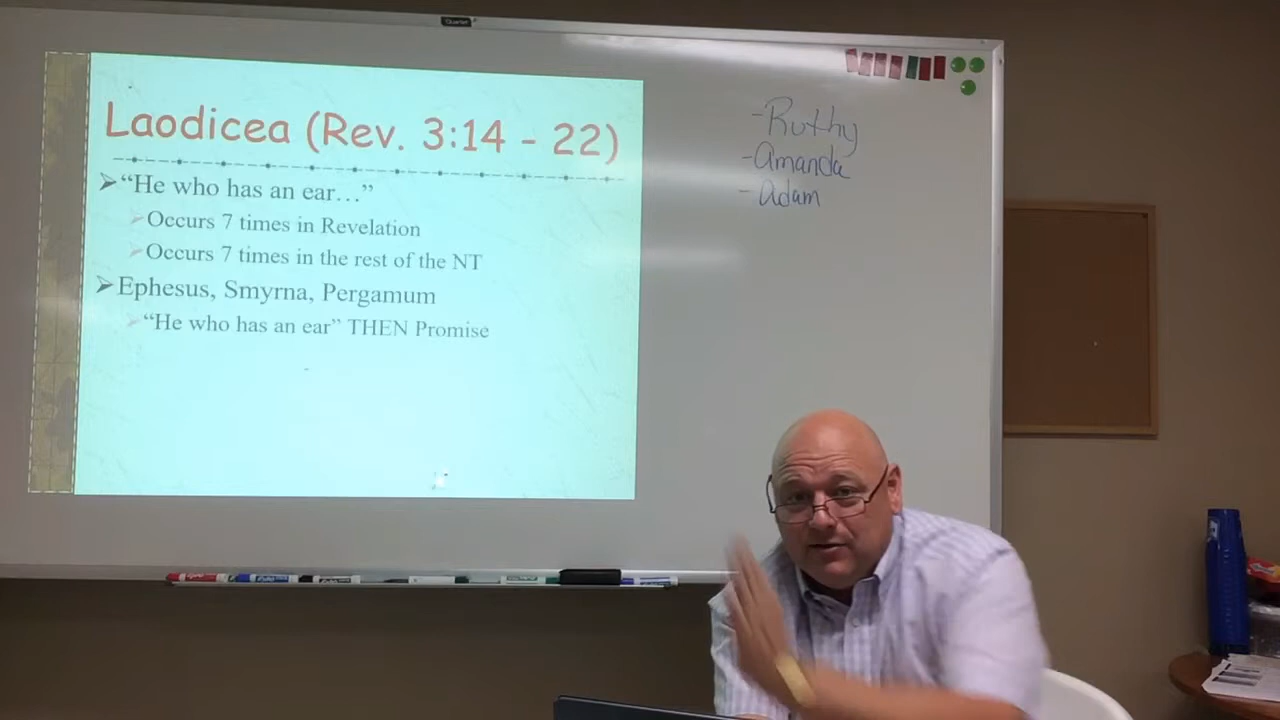 Quartet
Laodicea (Rev. 3:14 - 22)
“He who has an ear…”
Occurs 7 times in Revelation
Occurs 7 times in the rest of the NT
Ephesus, Smyrna, Pergamum
“He who has an ear” THEN Promise
-Ruthy
-Amanda
-Adam